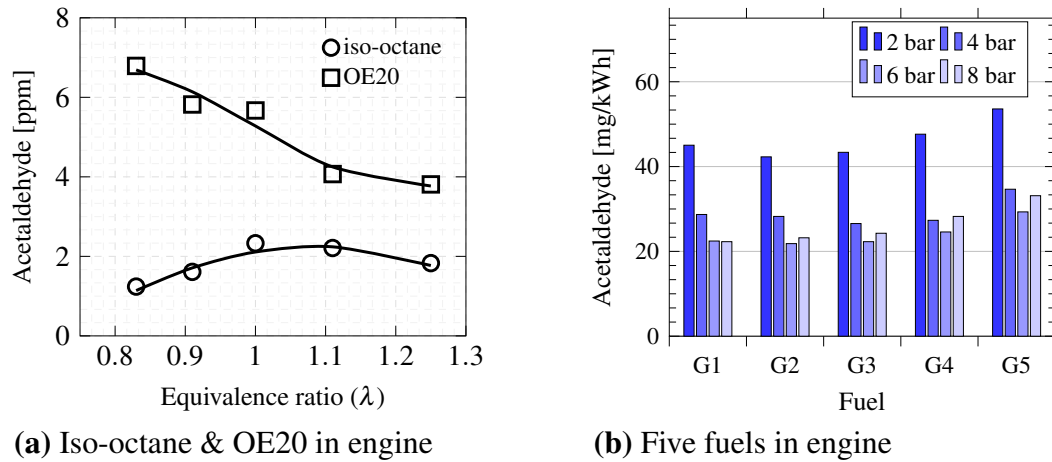 8
6
4
2
0
Acetaldehyde [ppm]
iso-octane
OE20
0.8 0.9 1 1.1 1.2 1.3
Equivalence ratio (λ)
(a) Iso-octane & OE20 in engine
60
40
20
0
Acetaldehyde [mg/kWh]
2 bar 4 bar
6 bar 8 bar
G1 G2 G3 G4 G5
Fuel
(b) Five fuels in engine